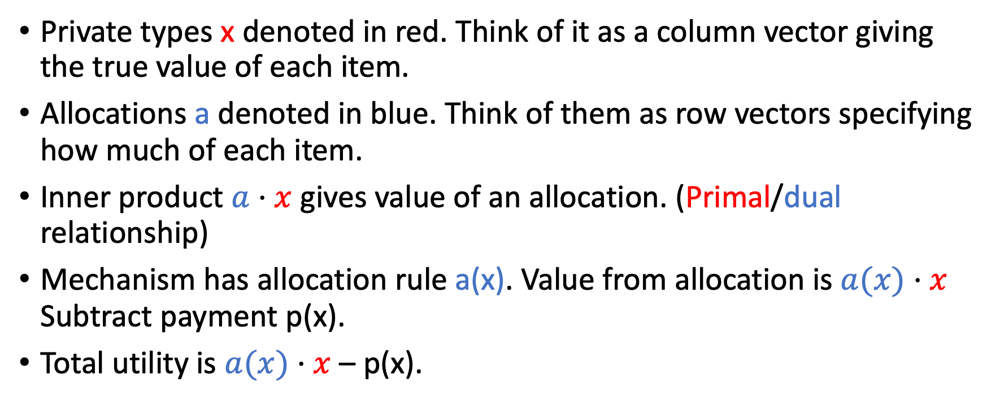 • Private types x denoted in red. Think of it as a column vector giving
the true value of each item.
• Allocations a denoted in blue. Think of them as row vectors specifying
how much of each item.
• Inner product a · x gives value of an allocation. (Primal/dual
relationship)
• Mechanism has allocation rule a(x). Value from allocation is a(x) · x
Subtract payment p(x).
• Total utility is a(x) · x – p(x).